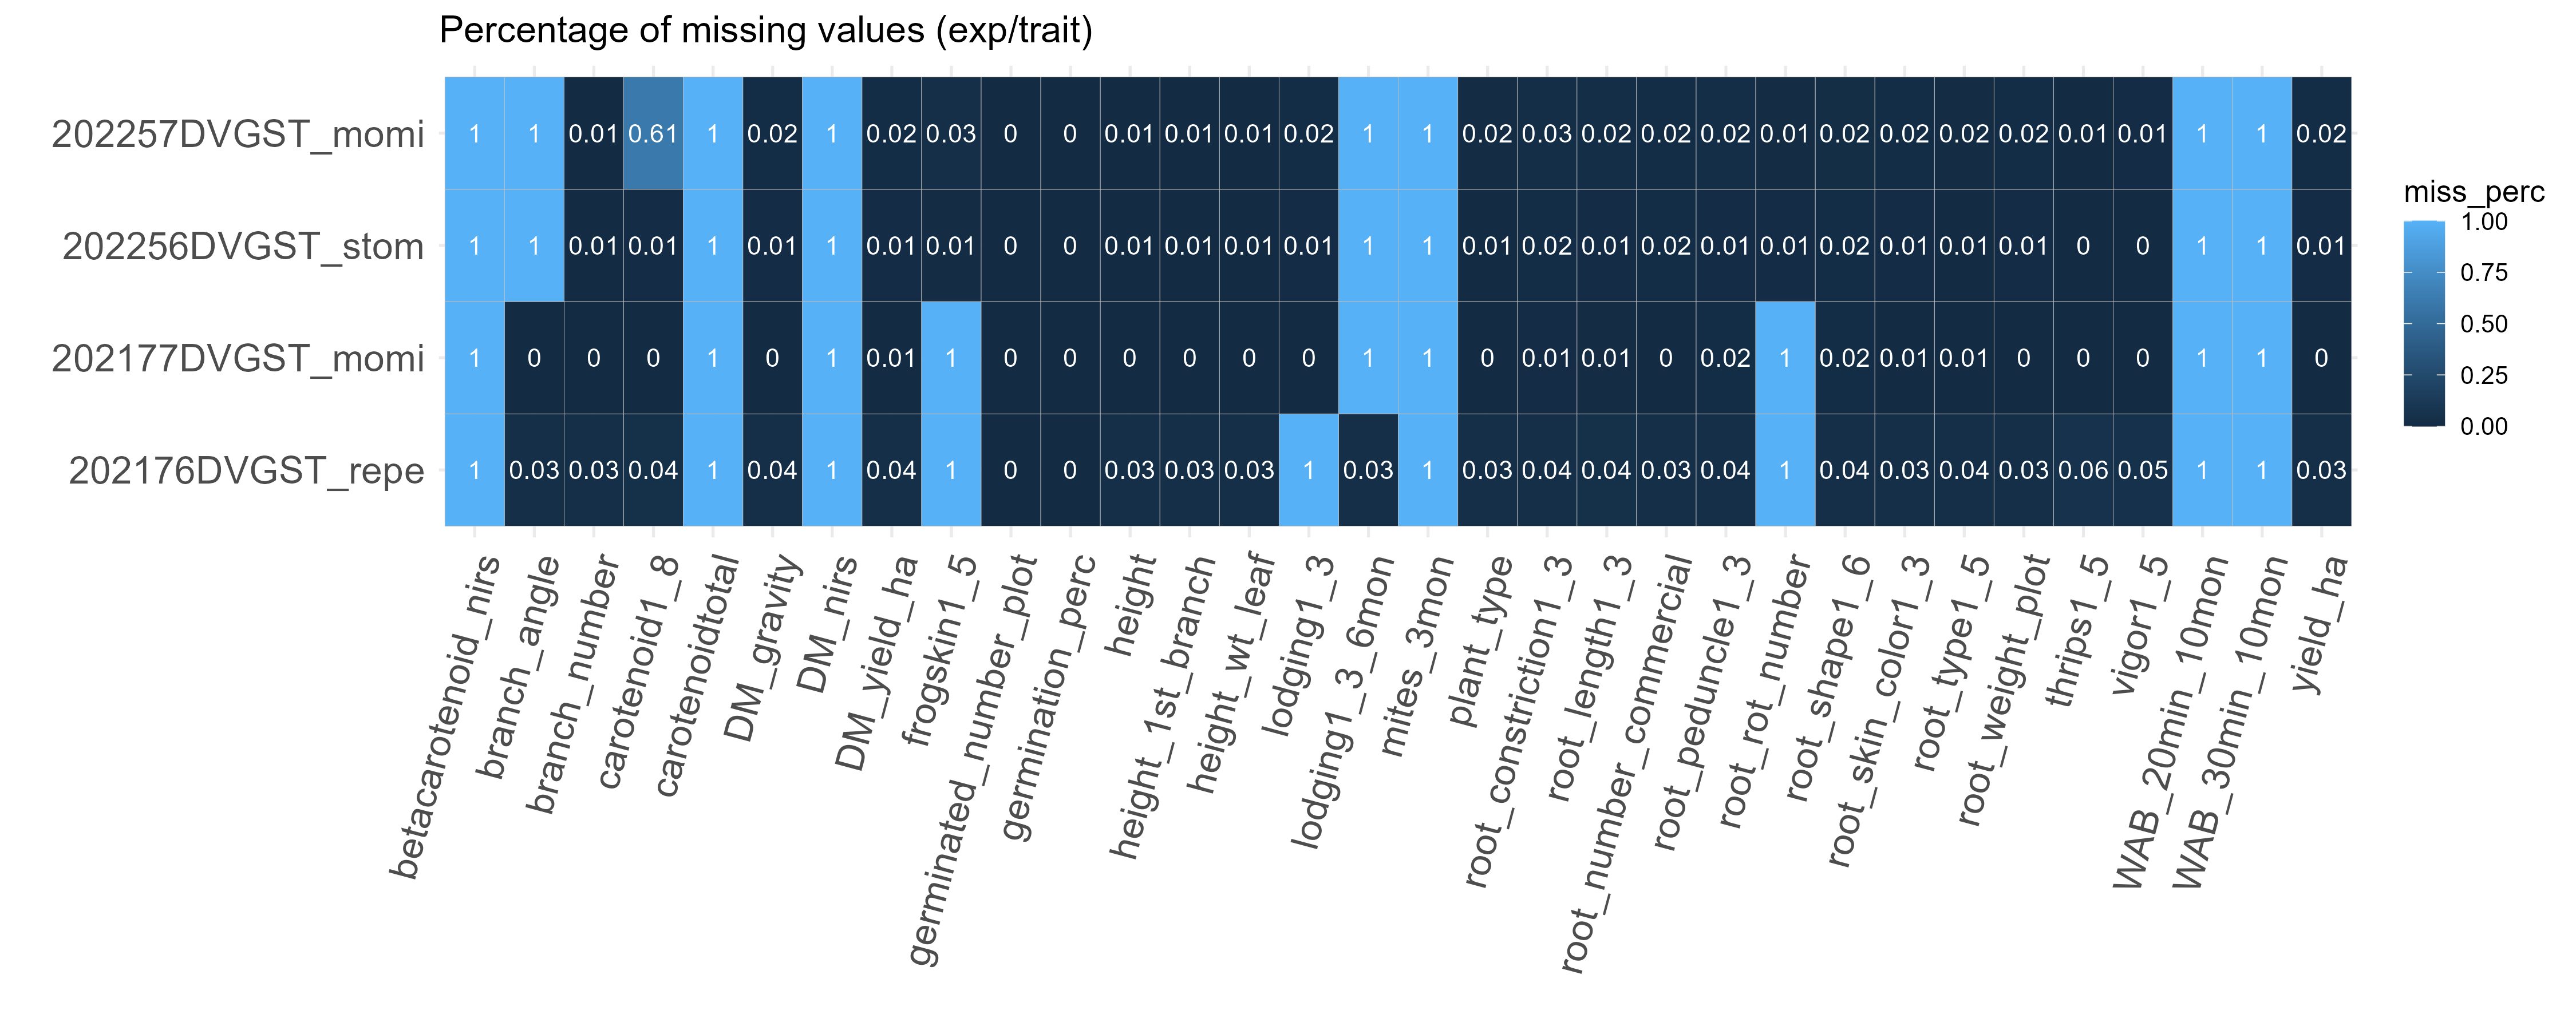 Percentage of missing values (exp/trait)
202257DVGST_momi 1 1 0.01 0.61 1 0.02 1 0.02 0.03 0 0 0.01 0.01 0.01 0.02 1 1 0.02 0.03 0.02 0.02 0.02 0.01 0.02 0.02 0.02 0.02 0.01 0.01 1 1 0.02
202256DVGST_stom 1 1 0.01 0.01 1 0.01 1 0.01 0.01 0 0 0.01 0.01 0.01 0.01 1 1 0.01 0.02 0.01 0.02 0.01 0.01 0.02 0.01 0.01 0.01 0 0 1 1 0.01
202177DVGST_momi 1 0 0 0 1 0 1 0.01 1 0 0 0 0 0 0 1 1 0 0.01 0.01 0 0.02 1 0.02 0.01 0.01 0 0 0 1 1 0
202176DVGST_repe 1 0.03 0.03 0.04 1 0.04 1 0.04 1 0 0 0.03 0.03 0.03 1 0.03 1 0.03 0.04 0.04 0.03 0.04 1 0.04 0.03 0.04 0.03 0.06 0.05 1 1 0.03
betacarotenoid_nirs
branch_angle
branch_number
carotenoid1_8
carotenoidtotal
DM_gravity
DM_nirs
DM_yield_ha
frogskin1_5
germinated_number_plot
germination_perc
height
height_1st_branch
height_wt_leaf
lodging1_3
lodging1_3_6mon
mites_3mon
plant_type
root_constriction1_3
root_length1_3
root_number_commercial
root_peduncle1_3
root_rot_number
root_shape1_6
root_skin_color1_3
root_type1_5
root_weight_plot
thrips1_5
vigor1_5
WAB_20min_10mon
WAB_30min_10mon
yield_ha
miss_perc
1.00
0.75
0.50
0.25
0.00